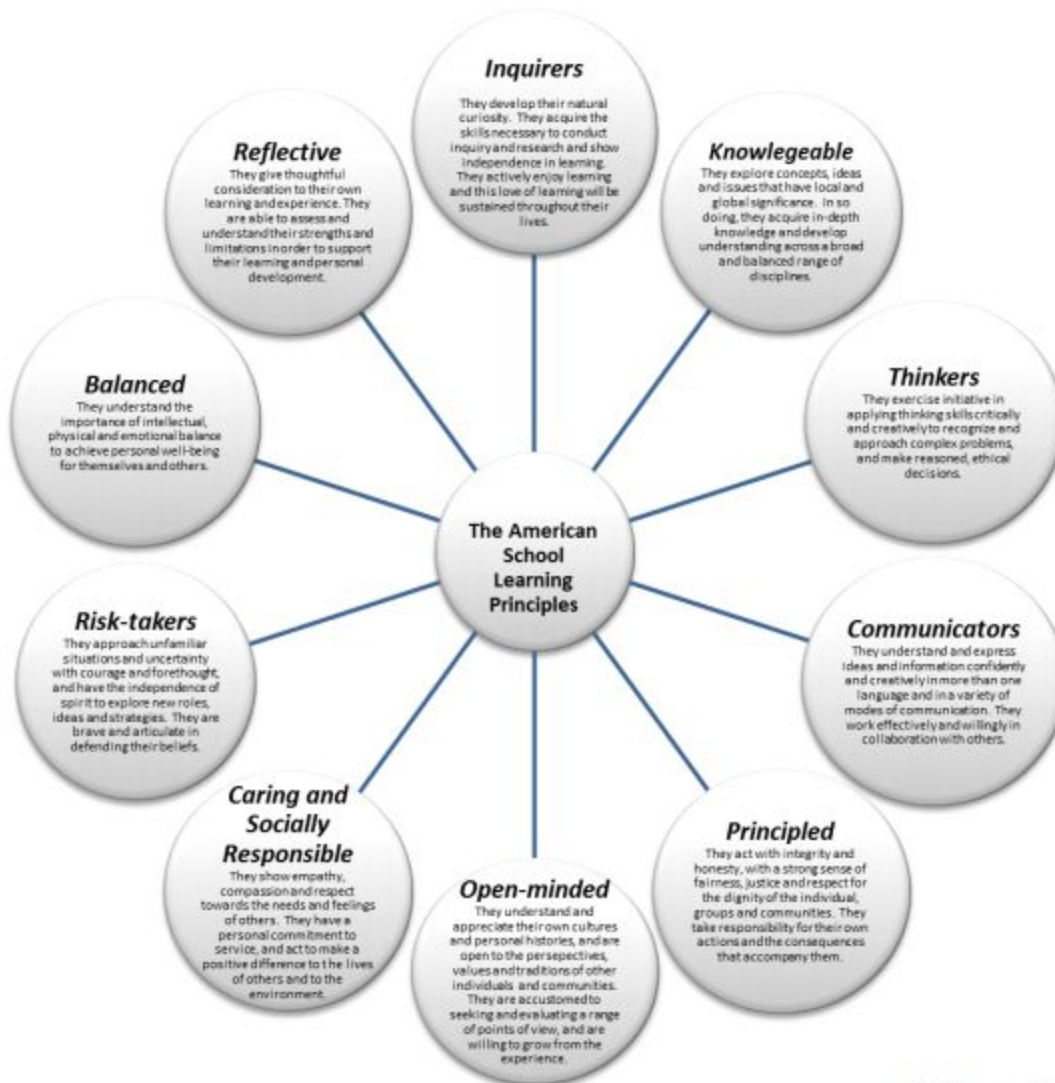 Inquirers
They develop their natural
curiosity. They acquire the
skills necessary to conduct
inquiry and research and show
independence in learning.
They actively enjoy learning
and this love of learning will be
sustained throughout their
lives.
Knowlegeable
They explore concepts, ideas
and issues that have local and
global significance. In so
doing, they acquire in-depth
knowledge and develop
understanding across a broad
and balanced range of
disciplines.
Thinkers
They exercise initiative in
applying thinking skills critically
and creatively to recognize and
approach complex problems,
and make reasoned, ethical
decisions.
Communicators
They understand and express
ideas and information confidently
and creatively in more than one
language and in a variety of
modes of communication. They
work effectively and willingly in
collaboration with others.
Principled
They act with integrity and
honesty, with a strong sense of
fairness, justice and respect for
the dignity of the individual,
groups and communities. They
take responsibility for their own
actions and the consequences
that accompany them.
Open-minded
They understand and
appreciate their own cultures
and personal histories, and are
open to the persepectives,
values and traditions of other
individuals and communities.
They are accustomed to
seeking and evaluating a range
of points of view, and are
willing to grow from the
experience.
Caring and
Socially
Responsible
They show empathy,
compassion and respect
towards the needs and feelings
of others. They have a
personal commitment to
service, and act to make a
positive difference to the lives
of others and to the
environment.
Risk-takers
They approach unfamiliar
situations and uncertainty
with courage and forethought,
and have the independence of
spirit to explore new roles,
ideas and strategies. They are
brave and articulate in
defending their beliefs.
Balanced
They understand the
importance of intellectual,
physical and emotional balance
to achieve personal well-being
for themselves and others.
Reflective
They give thoughtful
consideration to their own
learning and experience. They
are able to assess and
understand their strengths and
limitations in order to support
their learning and personal
development.
The American
School
Learning
Principles